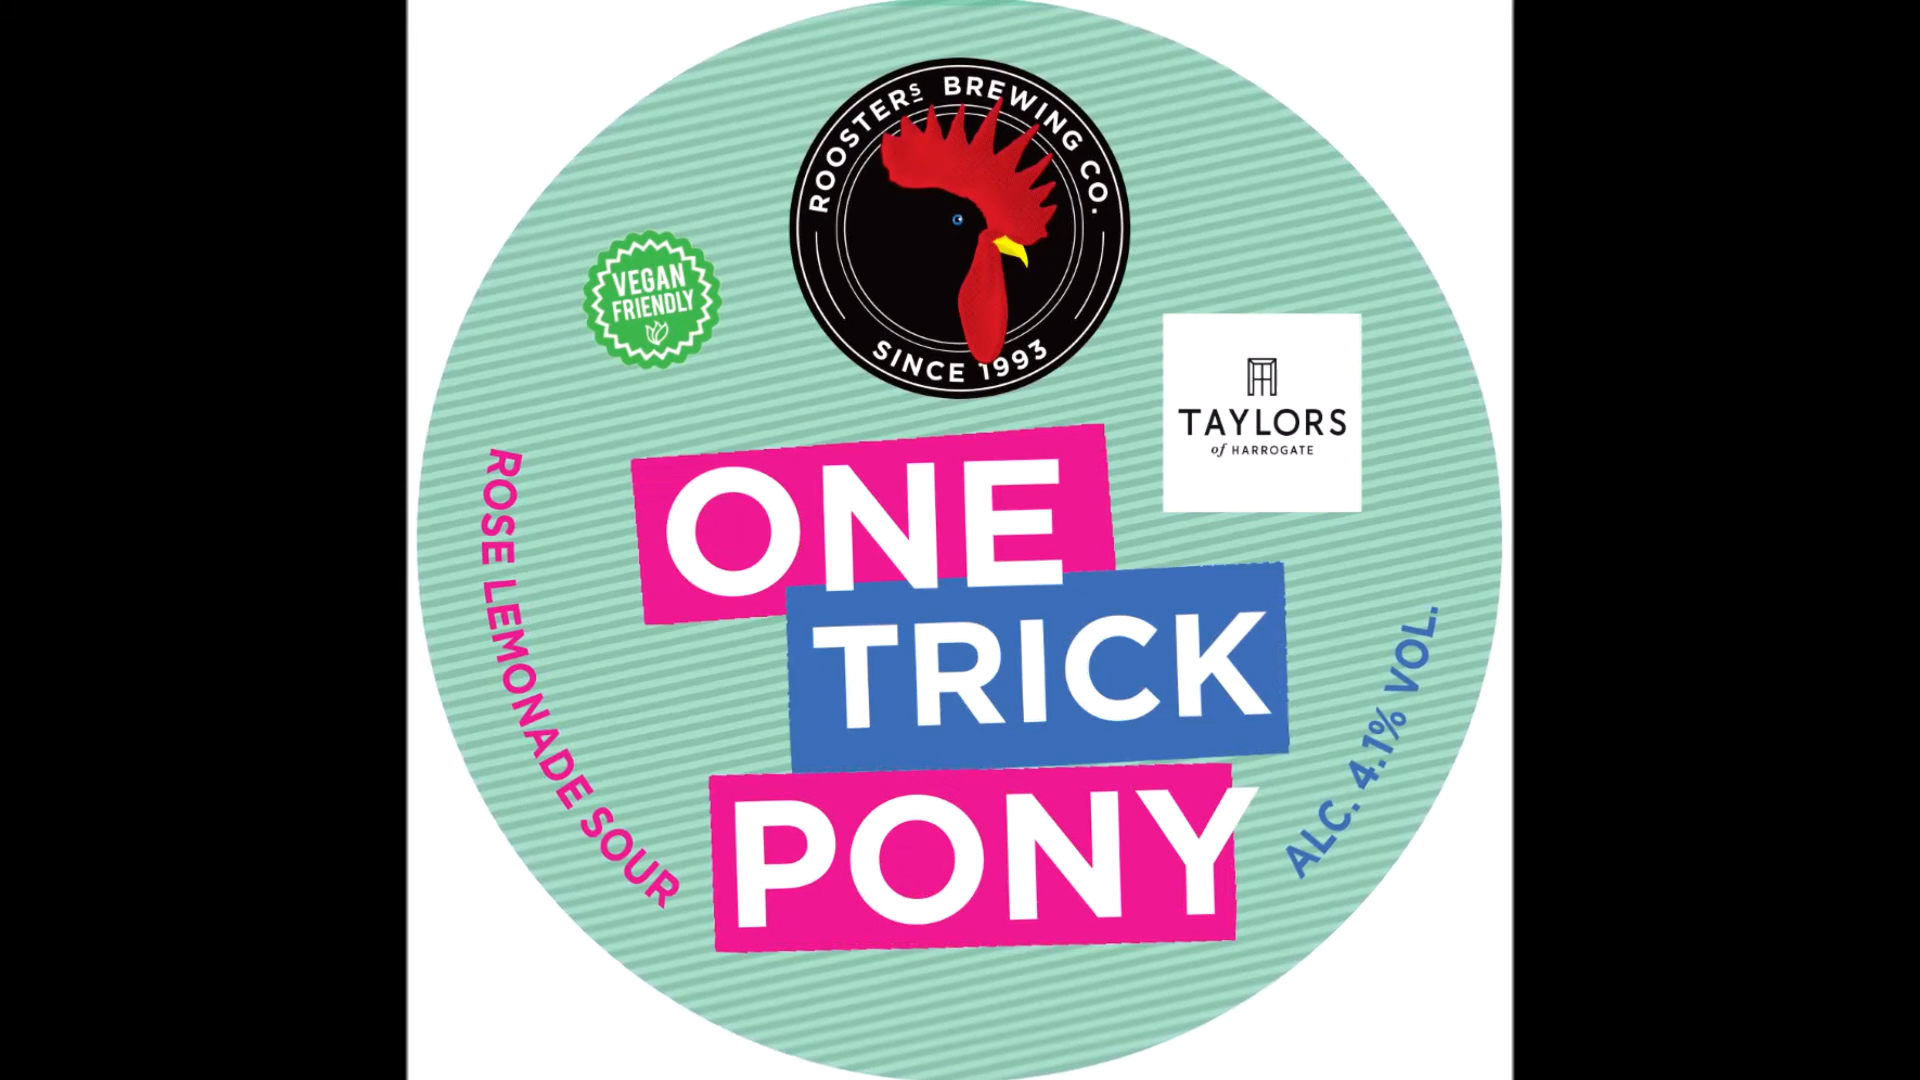 ROOSTERS BREWING CO.
SINCE 1993
VEGAN
FRIENDLY
TAYLORS
of HARROGATE
ONE
TRICK
PONY
ROSE LEMONADE SOUR
ALC. 4.1% VOL.